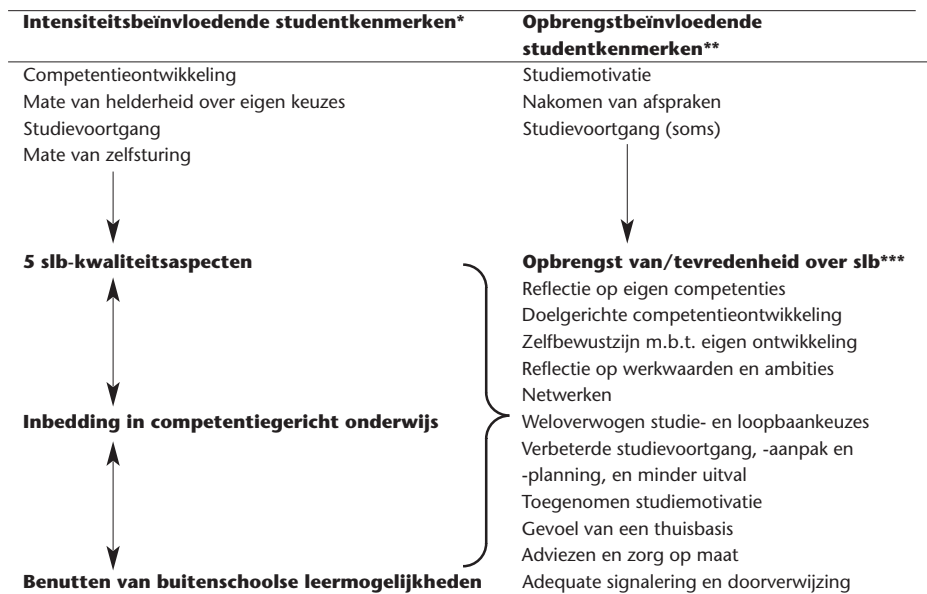 Intensiteitsbeïnvloedende studentkenmerken*
Competentieontwikkeling
Mate van helderheid over eigen keuzes
Studievoortgang
Mate van zelfsturing
Opbrengstbeïnvloedende
studentkenmerken**
Studiemotivatie
Nakomen van afspraken
Studievoortgang (soms)
5 slb-kwaliteitsaspecten
Inbedding in competentiegericht onderwijs
Benutten van buitenschoolse leermogelijkheden
Opbrengst van/tevredenheid over slb***
Reflectie op eigen competenties
Doelgerichte competentieontwikkeling
Zelfbewustzijn m.b.t. eigen ontwikkeling
Reflectie op werkwaarden en ambities
Netwerken
Weloverwogen studie- en loopbaankeuzes
Verbeterde studievoortgang, -aanpak en
-planning, en minder uitval
Toegenomen studiemotivatie
Gevoel van een thuisbasis
Adviezen en zorg op maat
Adequate signalering en doorverwijzing